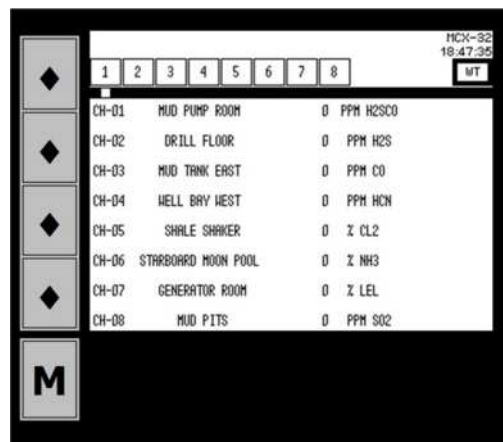 MCX-32
18:47:35
1 2 3 4 5 6 7 8 WT
CH-01 MUD PUMP ROOM 0 PPM H2SCO
CH-02 DRILL FLOOR 0 PPM H2S
CH-03 MUD TANK EAST 0 PPM CO
CH-04 WELL BAY WEST 0 PPM HCN
CH-05 SHALE SHAKER 0 % CL2
CH-06 STARBOARD MOON POOL 0 % NH3
CH-07 GENERATOR ROOM 0 % LEL
CH-08 MUD PITS 0 PPM SO2
M